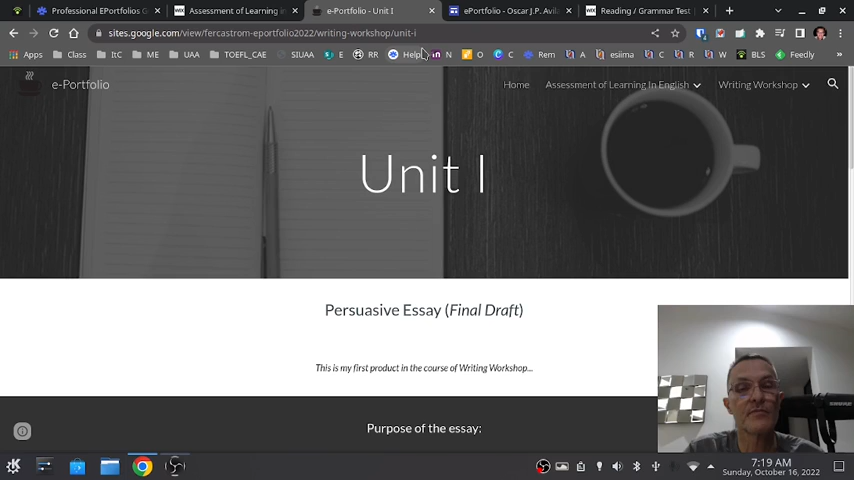 Professional EPortfolios G
Assessment of Learning in
e-Portfolio - Unit I
ePortfolio - Oscar J.P. Avila
Reading / Grammar Test
sites.google.com/view/fercastrom-eportfolio2022/writing-workshop/unit-i
Apps Class ItC ME UAA TOEFL_CAE SIUAA E RR Help N O C Rem A esiima C R W BLS Feedly
e-Portfolio
Home Assessment of Learning In English Writing Workshop
Unit I
Persuasive Essay (Final Draft)
This is my first product in the course of Writing Workshop...
Purpose of the essay:
7:19 AM
Sunday, October 16, 2022